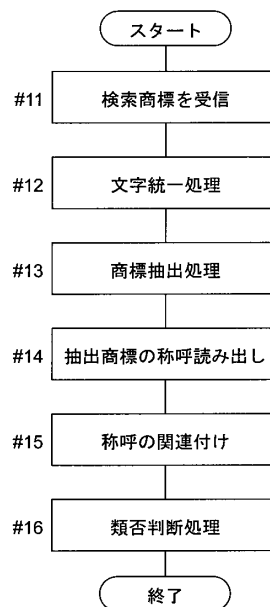 スタート
#11 検索商標を受信
#12 文字統一処理
#13 商標抽出処理
#14 抽出商標の称呼読み出し
#15 称呼の関連付け
#16 類否判断処理
終了